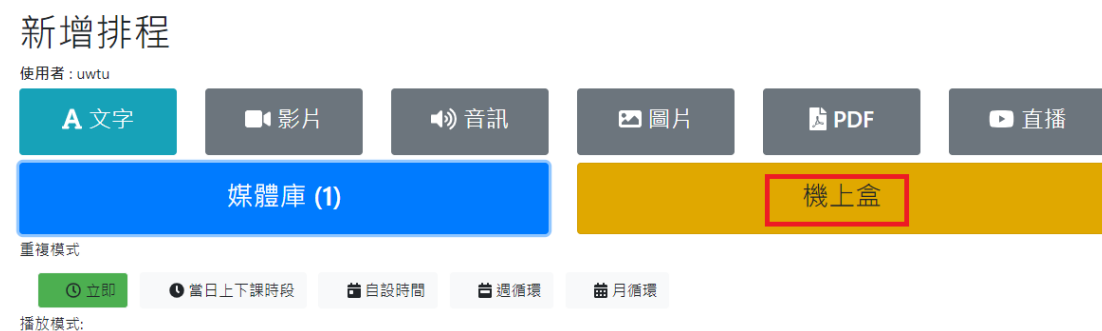 新增排程
使用者 : uwtu
A 文字 影片 音訊 圖片 PDF 直播
媒體庫 (1) 機上盒
重複模式
立即 當日上下課時段 自設時間 週循環 月循環
播放模式: